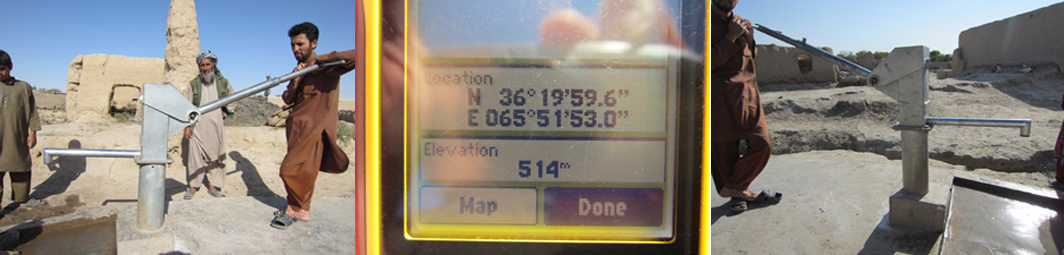 Location
N 36°19'59.6"
E 065°51'53.0"
Elevation
514m
Map
Done